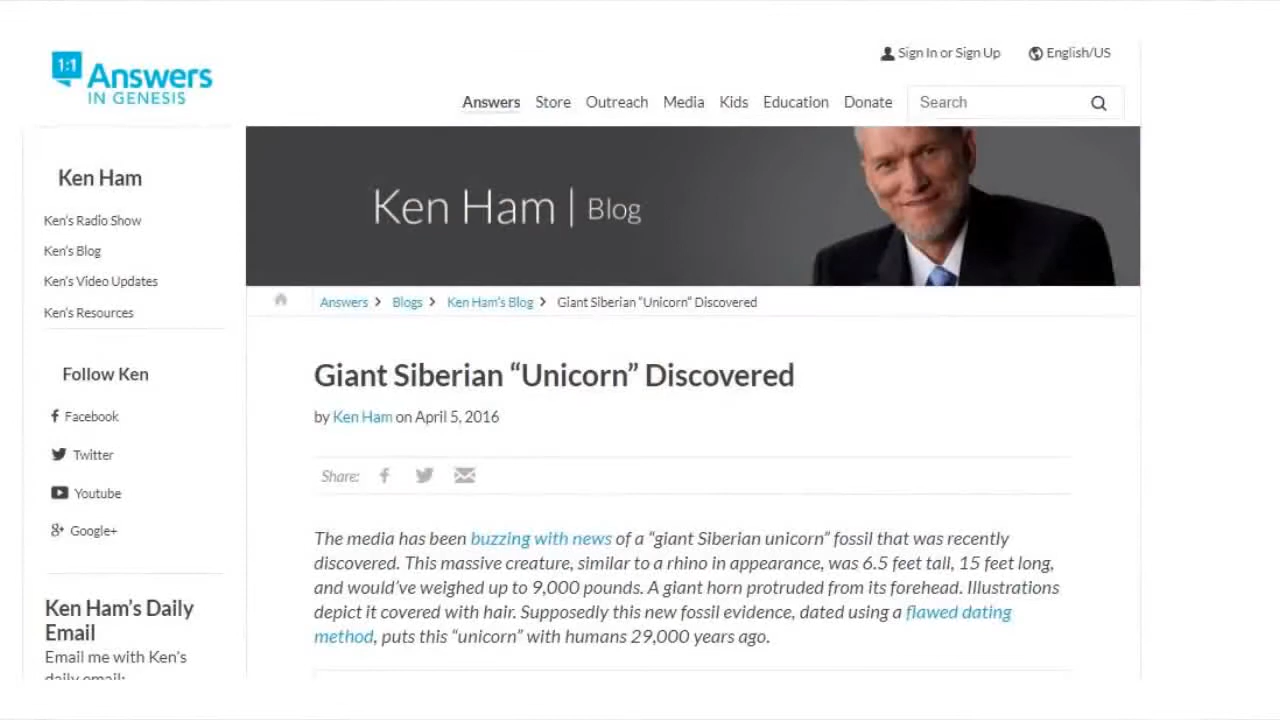 1:1
Answers
IN GENESIS
Sign In or Sign Up
English/US
Answers Store Outreach Media Kids Education Donate Search
Ken Ham
Ken's Radio Show
Ken's Blog
Ken's Video Updates
Ken's Resources
Follow Ken
Facebook
Twitter
Youtube
Google+
Ken Ham's Daily
Email
Email me with Ken's
daily email:
Ken Ham | Blog
Answers > Blogs > Ken Ham's Blog > Giant Siberian “Unicorn” Discovered
Giant Siberian “Unicorn” Discovered
by Ken Ham on April 5, 2016
Share:
The media has been buzzing with news of a “giant Siberian unicorn” fossil that was recently
discovered. This massive creature, similar to a rhino in appearance, was 6.5 feet tall, 15 feet long,
and would've weighed up to 9,000 pounds. A giant horn protruded from its forehead. Illustrations
depict it covered with hair. Supposedly this new fossil evidence, dated using a flawed dating
method, puts this “unicorn” with humans 29,000 years ago.